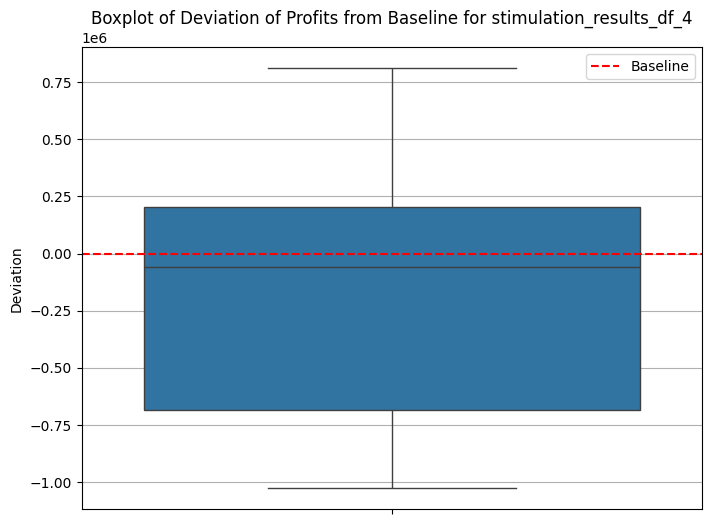 Boxplot of Deviation of Profits from Baseline for stimulation_results_df_4
1e6
Baseline
0.75
0.50
0.25
0.00
−0.25
−0.50
−0.75
−1.00
Deviation